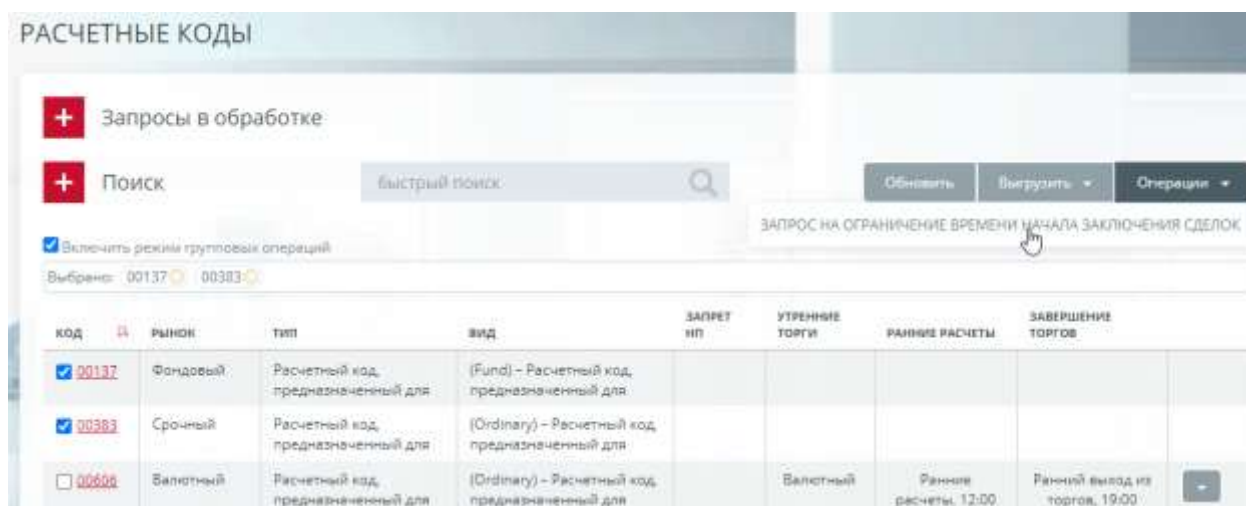 РАСЧЕТНЫЕ КОДЫ
Запросы в обработке
Поиск быстрый поиск Обновить Выгрузить Операции
ЗАПРОС НА ОГРАНИЧЕНИЕ ВРЕМЕНИ НАЧАЛА ЗАКЛЮЧЕНИЯ СДЕЛОК
Включить режим групповых операций
Выбрано: 00137 00383
КОД РЫНОК ТИП ВИД ЗАПРЕТ НП УТРЕННИЕ ТОРГИ РАННИЕ РАСЧЕТЫ ЗАВЕРШЕНИЕ ТОРГОВ
00137 Фондовый Расчетный код, (Fund) – Расчетный код,
предназначенный для предназначенный для
00383 Срочный Расчетный код, (Ordinary) – Расчетный код,
предназначенный для предназначенный для
00606 Валютный Расчетный код, (Ordinary) – Расчетный код, Валютный Ранние Ранний выход из
предназначенный для предназначенный для расчеты, 12:00 торгов, 19:00